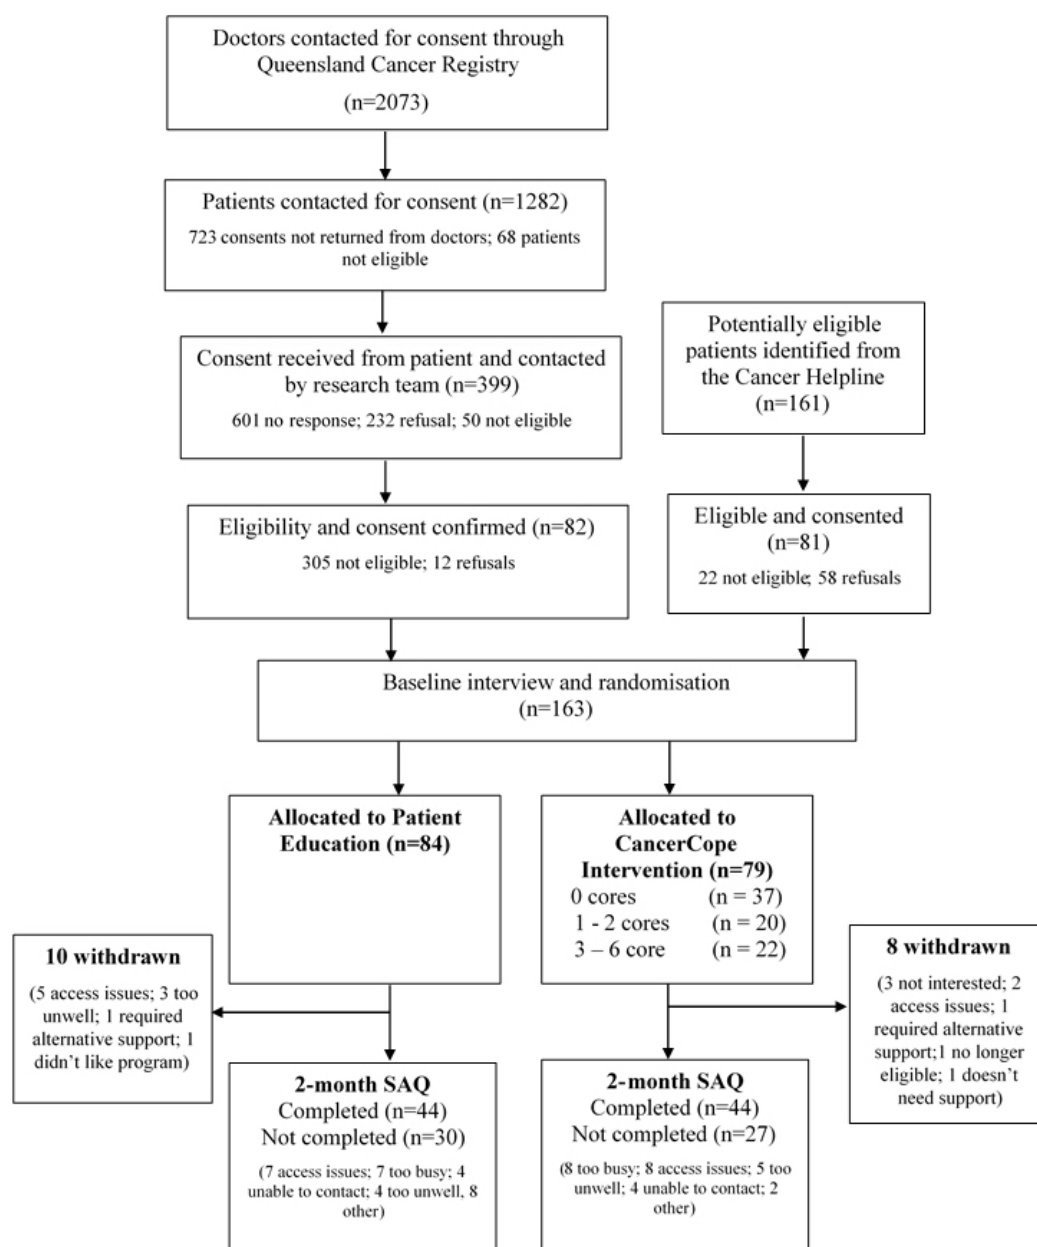 Doctors contacted for consent through
Queensland Cancer Registry
(n=2073)
Patients contacted for consent (n=1282)
723 consents not returned from doctors; 68 patients
not eligible
Consent received from patient and contacted
by research team (n=399)
601 no response; 232 refusal; 50 not eligible
Potentially eligible
patients identified from
the Cancer Helpline
(n=161)
Eligibility and consent confirmed (n=82)
305 not eligible; 12 refusals
Eligible and consented
(n=81)
22 not eligible; 58 refusals
Baseline interview and randomisation
(n=163)
Allocated to Patient
Education (n=84)
Allocated to
CancerCope
Intervention (n=79)
0 cores (n = 37)
1 - 2 cores (n = 20)
3 – 6 core (n = 22)
10 withdrawn
(5 access issues; 3 too
unwell; 1 required
alternative support; 1
didn't like program)
8 withdrawn
(3 not interested; 2
access issues; 1
required alternative
support;1 no longer
eligible; 1 doesn't
need support)
2-month SAQ
Completed (n=44)
Not completed (n=30)
(7 access issues; 7 too busy; 4
unable to contact; 4 too unwell, 8
other)
2-month SAQ
Completed (n=44)
Not completed (n=27)
(8 too busy; 8 access issues; 5 too
unwell; 4 unable to contact; 2
other)